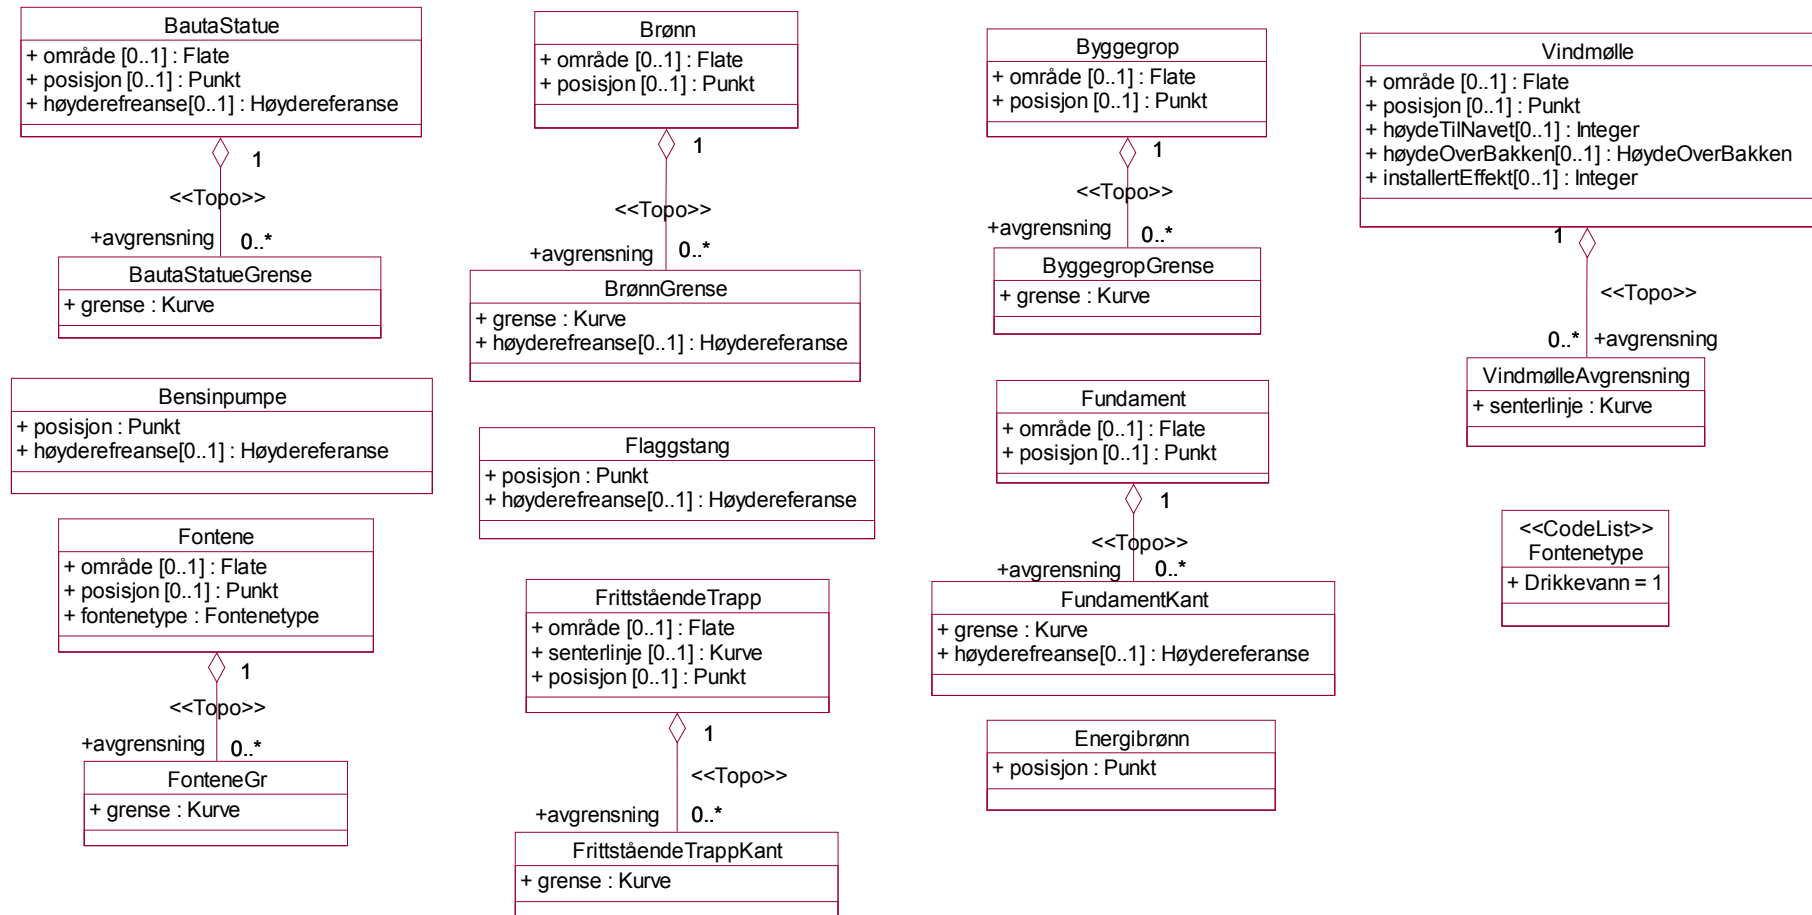 BautaStatue
+ område [0..1] : Flate
+ posisjon [0..1] : Punkt
+ høyderefreanse[0..1] : Høydereferanse
1
<<Topo>>
+avgrensning 0..*
BautaStatueGrense
+ grense : Kurve
Bensinpumpe
+ posisjon : Punkt
+ høyderefreanse[0..1] : Høydereferanse
Fontene
+ område [0..1] : Flate
+ posisjon [0..1] : Punkt
+ fontenetype : Fontenetype
1
<<Topo>>
+avgrensning 0..*
FonteneGr
+ grense : Kurve
Brønn
+ område [0..1] : Flate
+ posisjon [0..1] : Punkt
1
<<Topo>>
+avgrensning 0..*
BrønnGrense
+ grense : Kurve
+ høyderefreanse[0..1] : Høydereferanse
Flaggstang
+ posisjon : Punkt
+ høyderefreanse[0..1] : Høydereferanse
FrittståendeTrapp
+ område [0..1] : Flate
+ senterlinje [0..1] : Kurve
+ posisjon [0..1] : Punkt
1
<<Topo>>
+avgrensning 0..*
FrittståendeTrappKant
+ grense : Kurve
Byggegrop
+ område [0..1] : Flate
+ posisjon [0..1] : Punkt
1
<<Topo>>
+avgrensning 0..*
ByggegropGrense
+ grense : Kurve
Fundament
+ område [0..1] : Flate
+ posisjon [0..1] : Punkt
1
<<Topo>>
+avgrensning 0..*
FundamentKant
+ grense : Kurve
+ høyderefreanse[0..1] : Høydereferanse
Energibrønn
+ posisjon : Punkt
Vindmølle
+ område [0..1] : Flate
+ posisjon [0..1] : Punkt
+ høydeTilNavet[0..1] : Integer
+ høydeOverBakken[0..1] : HøydeOverBakken
+ installertEffekt[0..1] : Integer
1
<<Topo>>
0..* +avgrensning
VindmølleAvgrensning
+ senterlinje : Kurve
<<CodeList>>
Fontenetype
+ Drikkevann = 1